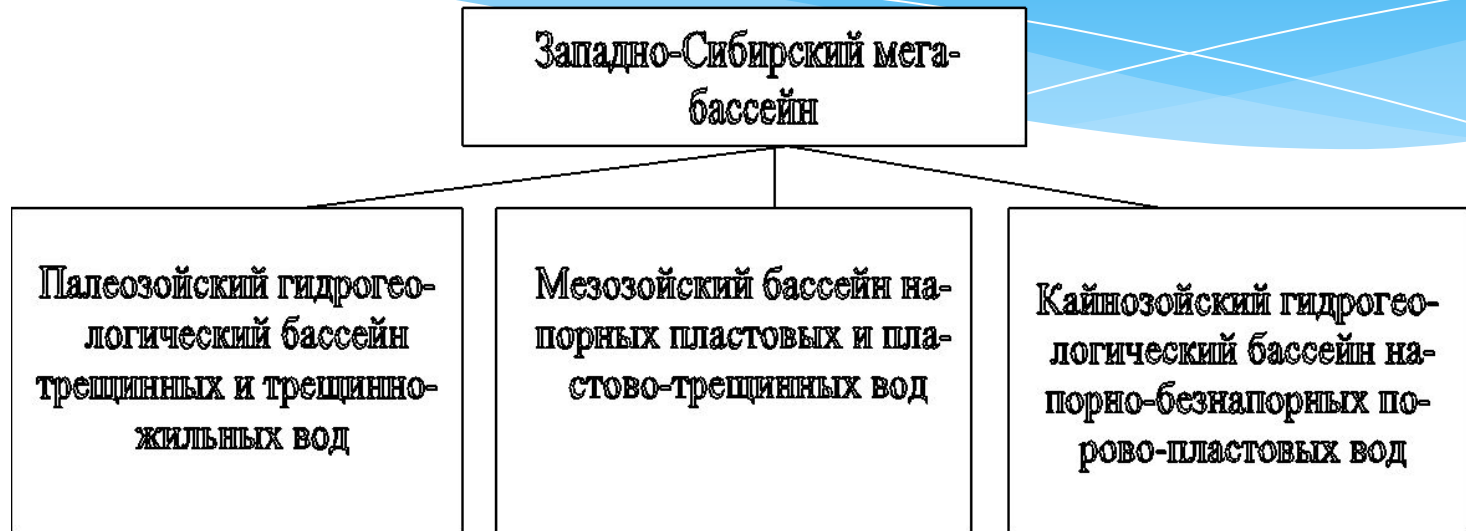 Западно-Сибирский мега-
бассейн
Палеозойский гидрогео-
логический бассейн
трещинных и трещинно-
жильных вод
Мезозойский бассейн на-
порных пластовых и пла-
стово-трещинных вод
Кайнозойский гидрогео-
логический бассейн на-
порно-безнапорных по-
рово-пластовых вод